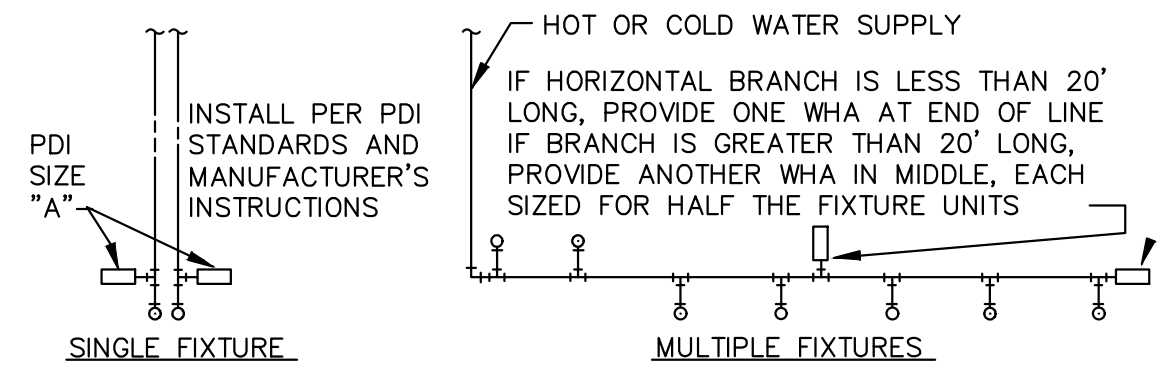 HOT OR COLD WATER SUPPLY
IF HORIZONTAL BRANCH IS LESS THAN 20'
LONG, PROVIDE ONE WHA AT END OF LINE
IF BRANCH IS GREATER THAN 20' LONG,
PROVIDE ANOTHER WHA IN MIDDLE, EACH
SIZED FOR HALF THE FIXTURE UNITS
INSTALL PER PDI
STANDARDS AND
MANUFACTURER'S
INSTRUCTIONS
PDI
SIZE
"A"
SINGLE FIXTURE
MULTIPLE FIXTURES